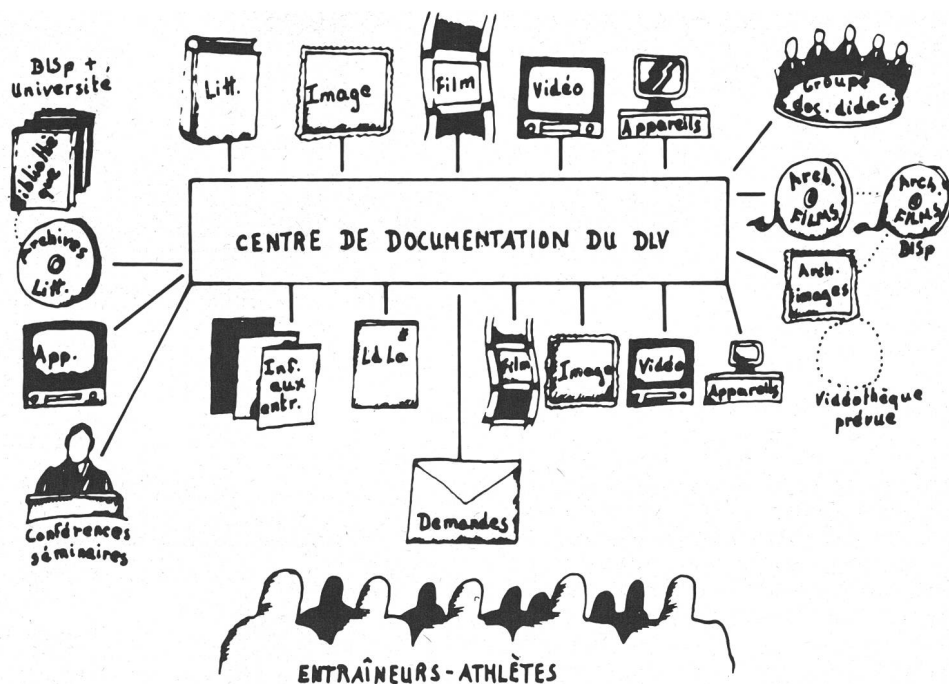 BISp +
Université
Bibliothè
que
Archives
Litt.
App.
Conférences
séminaires
Litt.
Image
Film
Vidéo
Appareils
Groupe
doc. didac.
CENTRE DE DOCUMENTATION DU DLV
Arch.
FILMS
Arch.
FILMS
BISp
Arch.
images
Vidéothèque
prévue
Inf.
aux
entr.
LdLa
Film
Image
Vidéo
Appareils
Demandes
ENTRAÎNEURS-ATHLÈTES